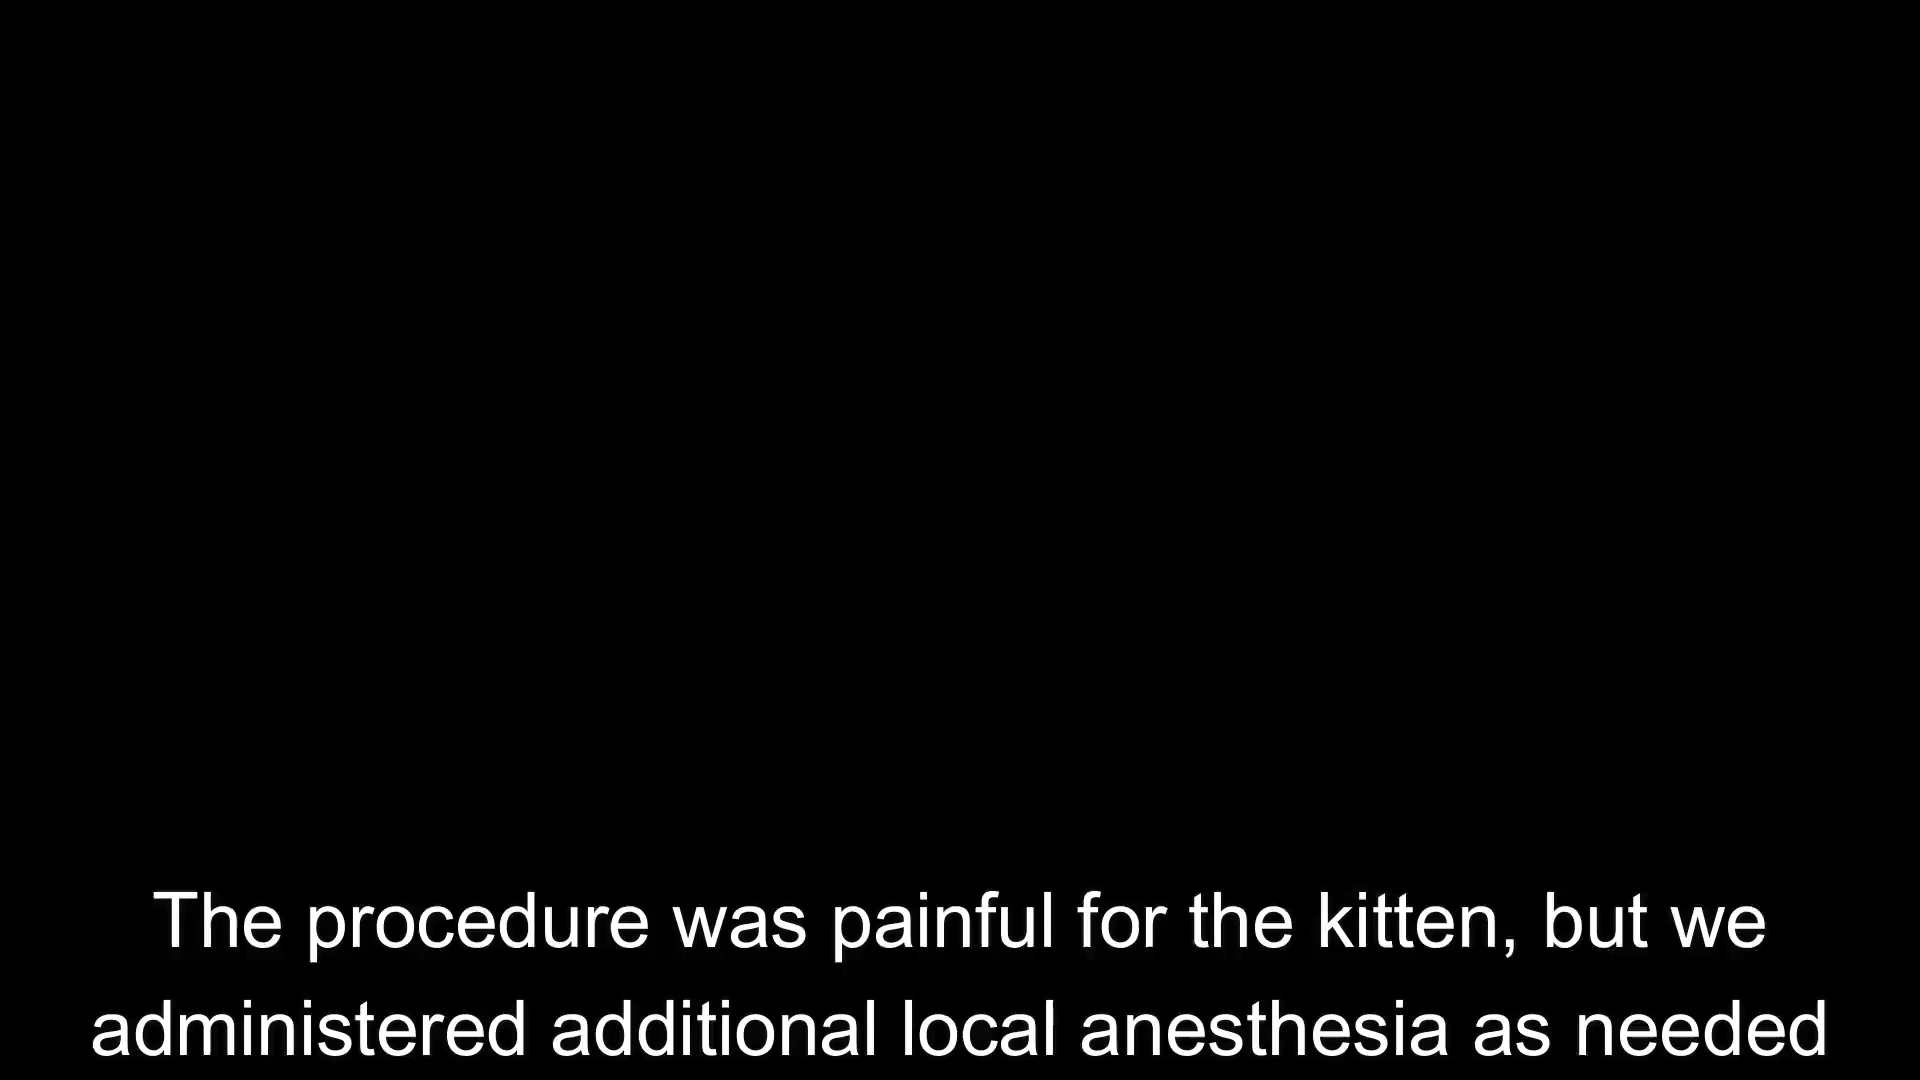 The procedure was painful for the kitten, but we
administered additional local anesthesia as needed